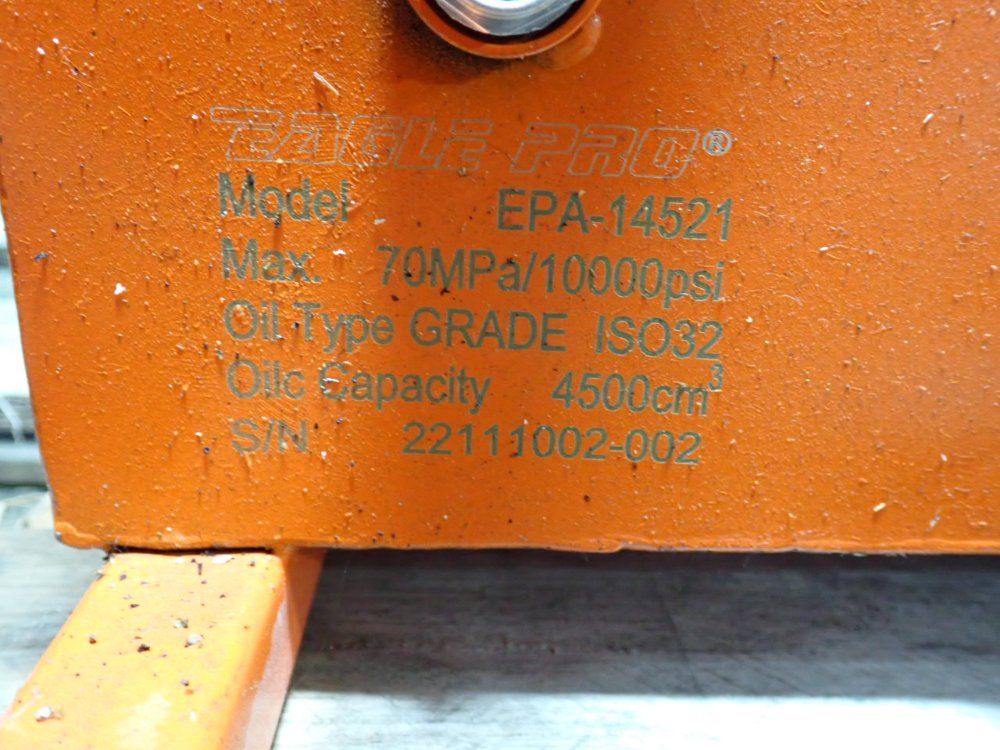 EAGLE PRO®
Model EPA-14521
Max. 70MPa/10000psi
Oil Type GRADE ISO32
Oilc Capacity 4500cm³
S/N 22111002-002